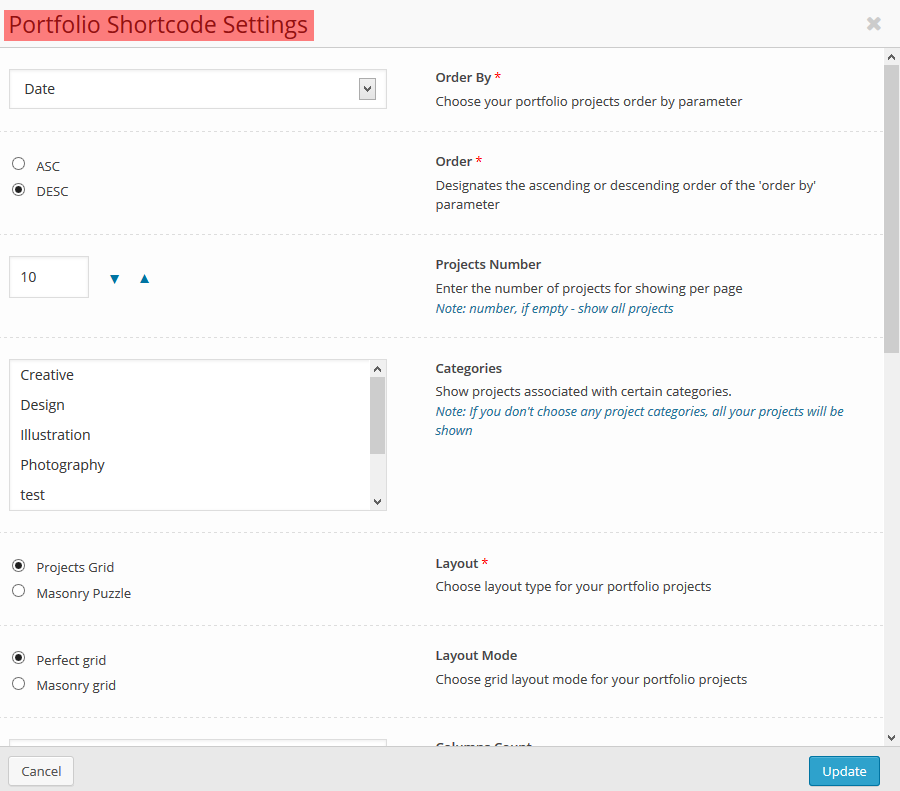 Portfolio Shortcode Settings
Date
Order By *
Choose your portfolio projects order by parameter
ASC
DESC
Order *
Designates the ascending or descending order of the 'order by'
parameter
10
Projects Number
Enter the number of projects for showing per page
Note: number, if empty - show all projects
Creative
Design
Illustration
Photography
test
Categories
Show projects associated with certain categories.
Note: If you don't choose any project categories, all your projects will be
shown
Projects Grid
Masonry Puzzle
Layout *
Choose layout type for your portfolio projects
Perfect grid
Masonry grid
Layout Mode
Choose grid layout mode for your portfolio projects
Columns Count
Cancel
Update